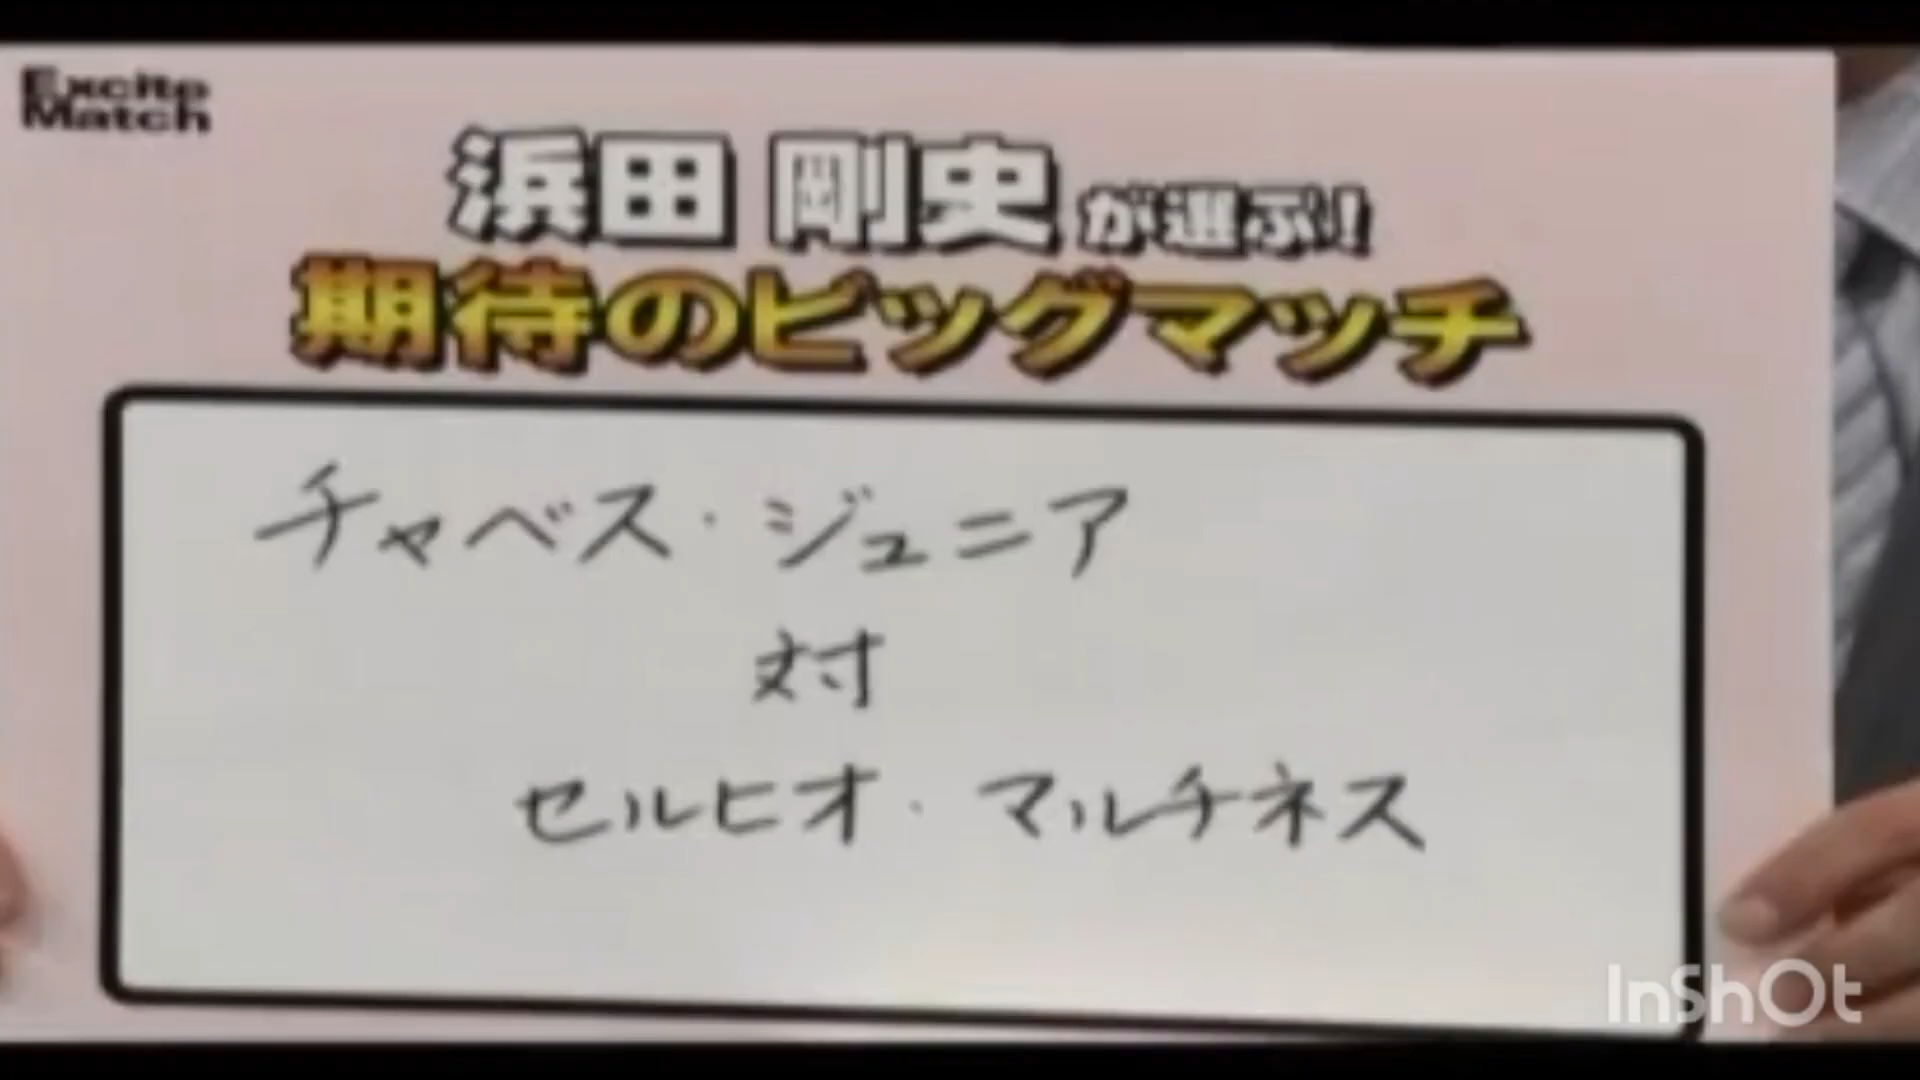 Excite
Match
浜田 剛史が選ぶ!
期待のビッグマッチ
チャベス・ジュニア
対
セルヒオ・マルチネス
InShOt